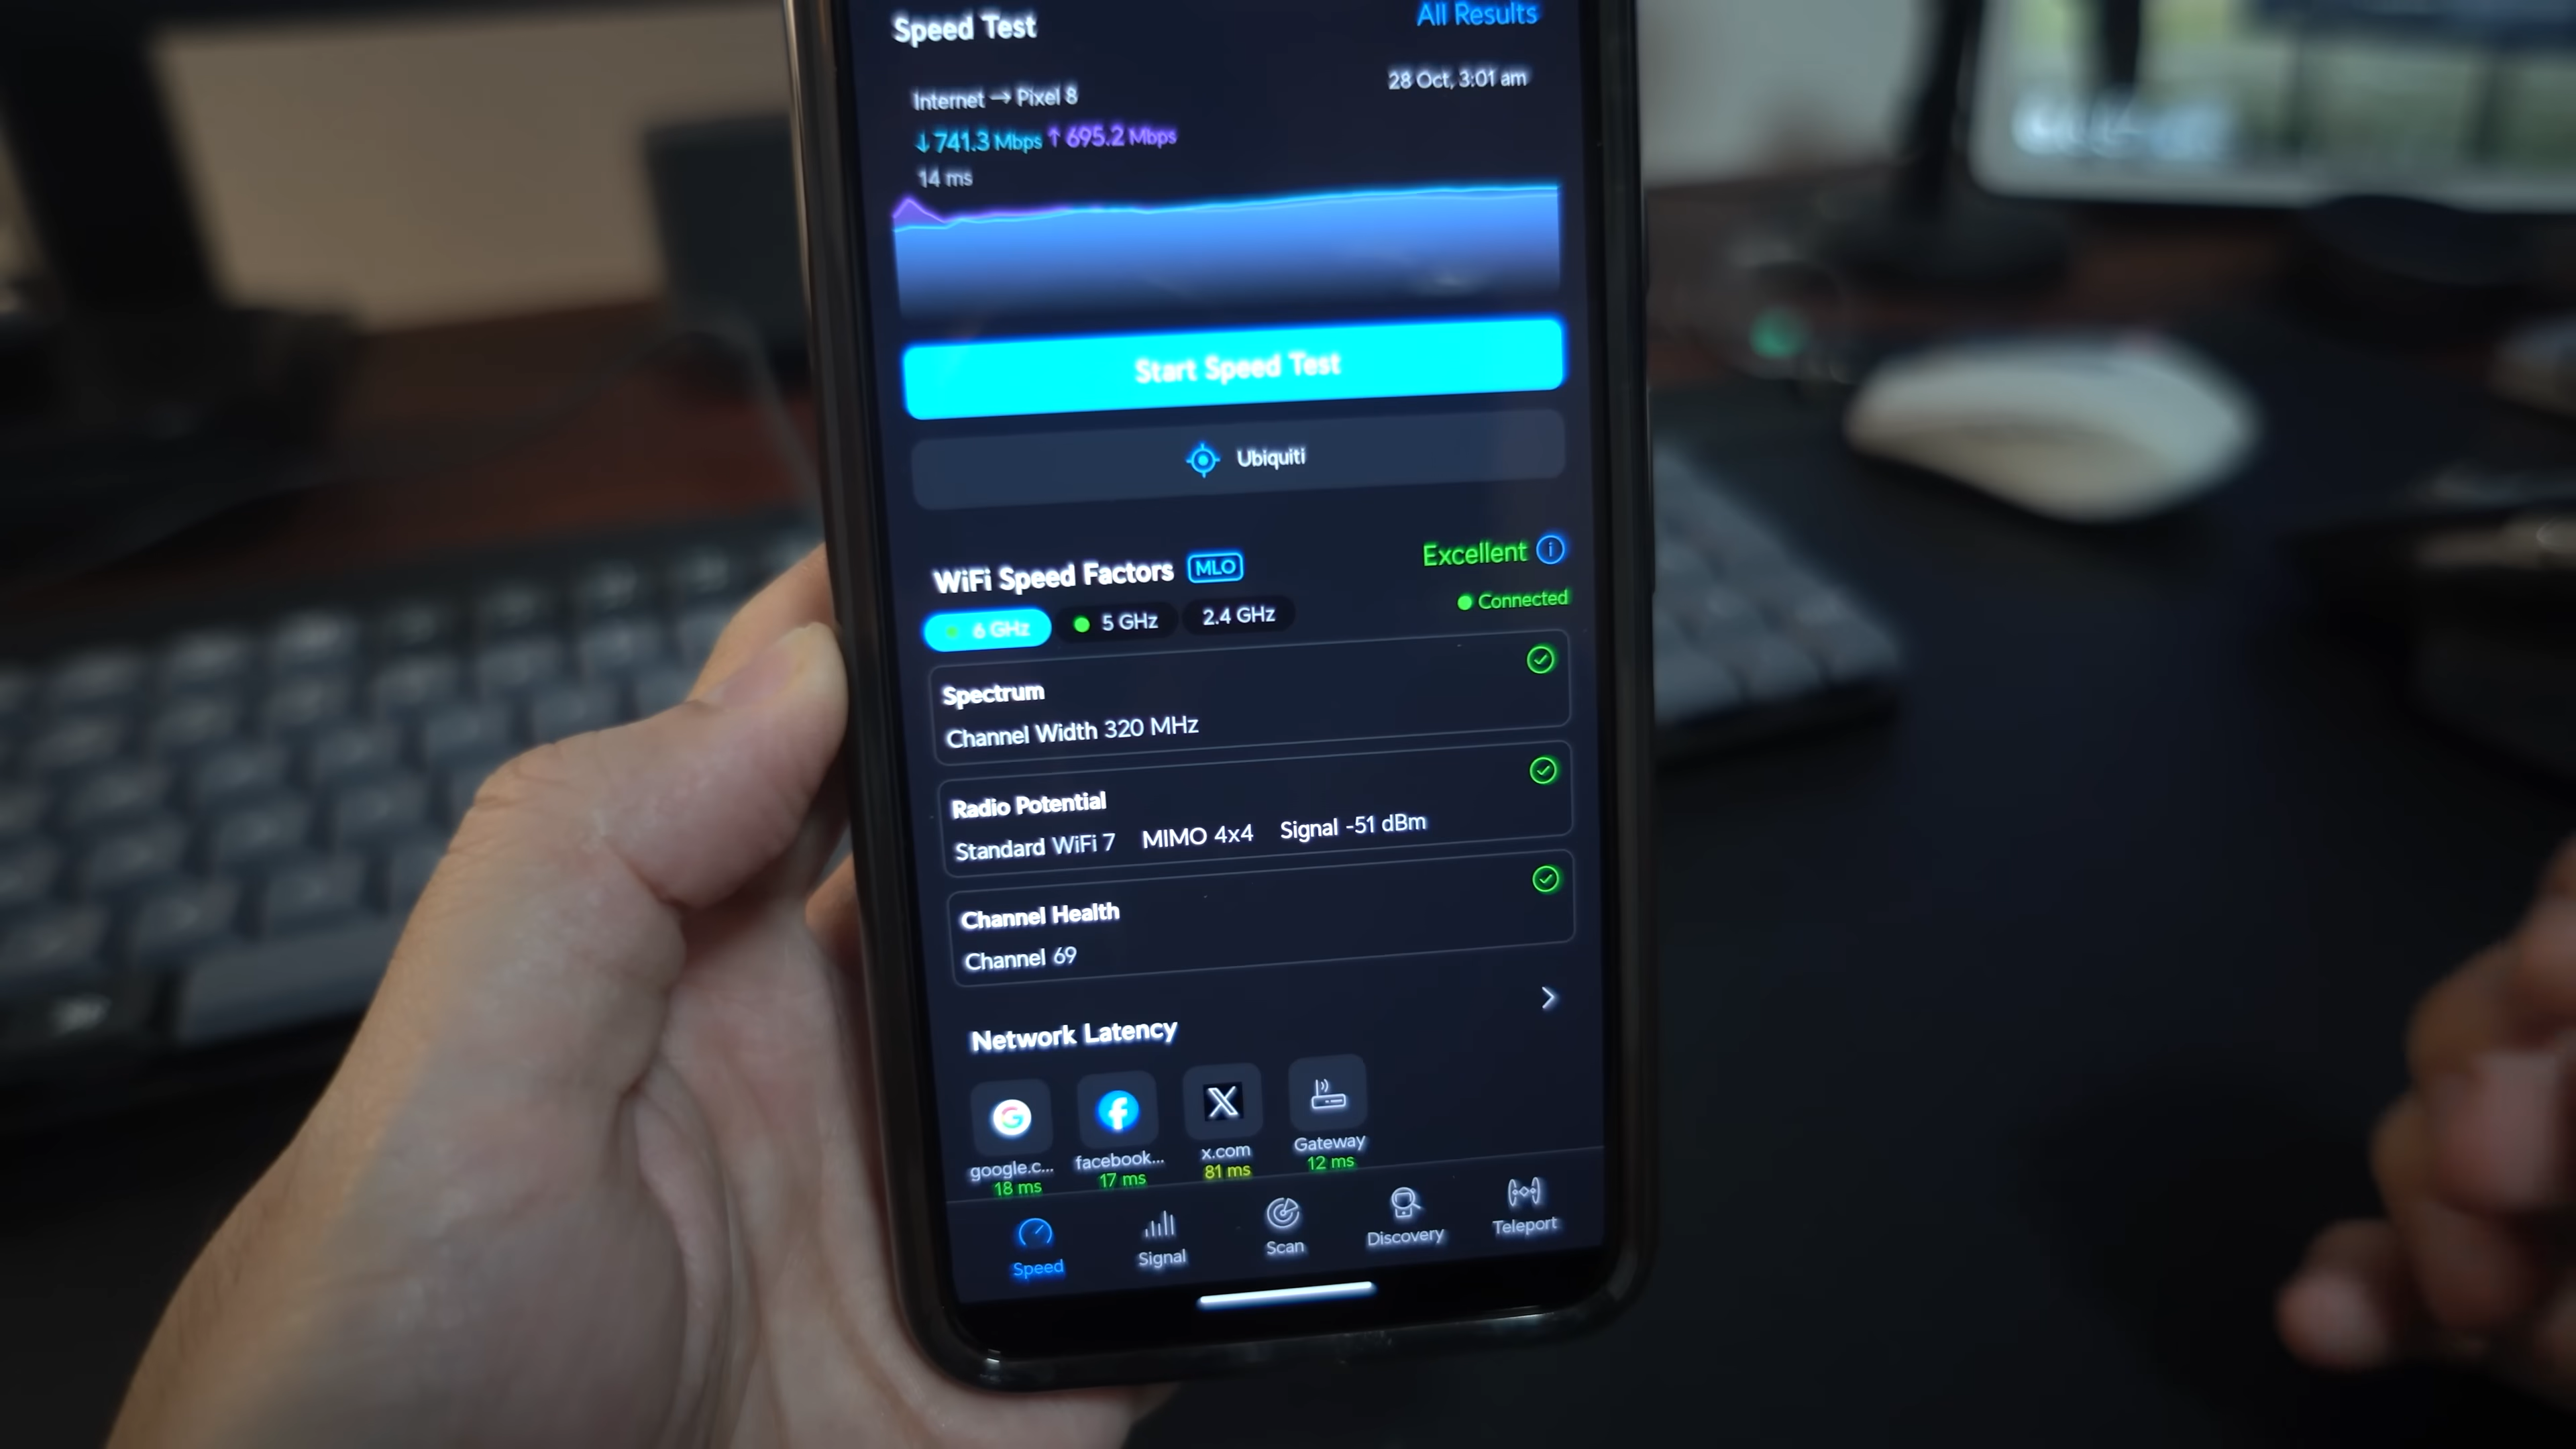 Speed Test
All Results
Internet → Pixel 8
28 Oct, 3:01 am
↓ 741.3 Mbps ↑ 695.2 Mbps
14 ms
Start Speed Test
Ubiquiti
WiFi Speed Factors MLO
Excellent
6 GHz 5 GHz 2.4 GHz
Connected
Spectrum
Channel Width 320 MHz
Radio Potential
Standard WiFi 7 MIMO 4x4 Signal -51 dBm
Channel Health
Channel 69
Network Latency
google.c... facebook... x.com Gateway
18 ms 17 ms 81 ms 12 ms
Speed Signal Scan Discovery Teleport